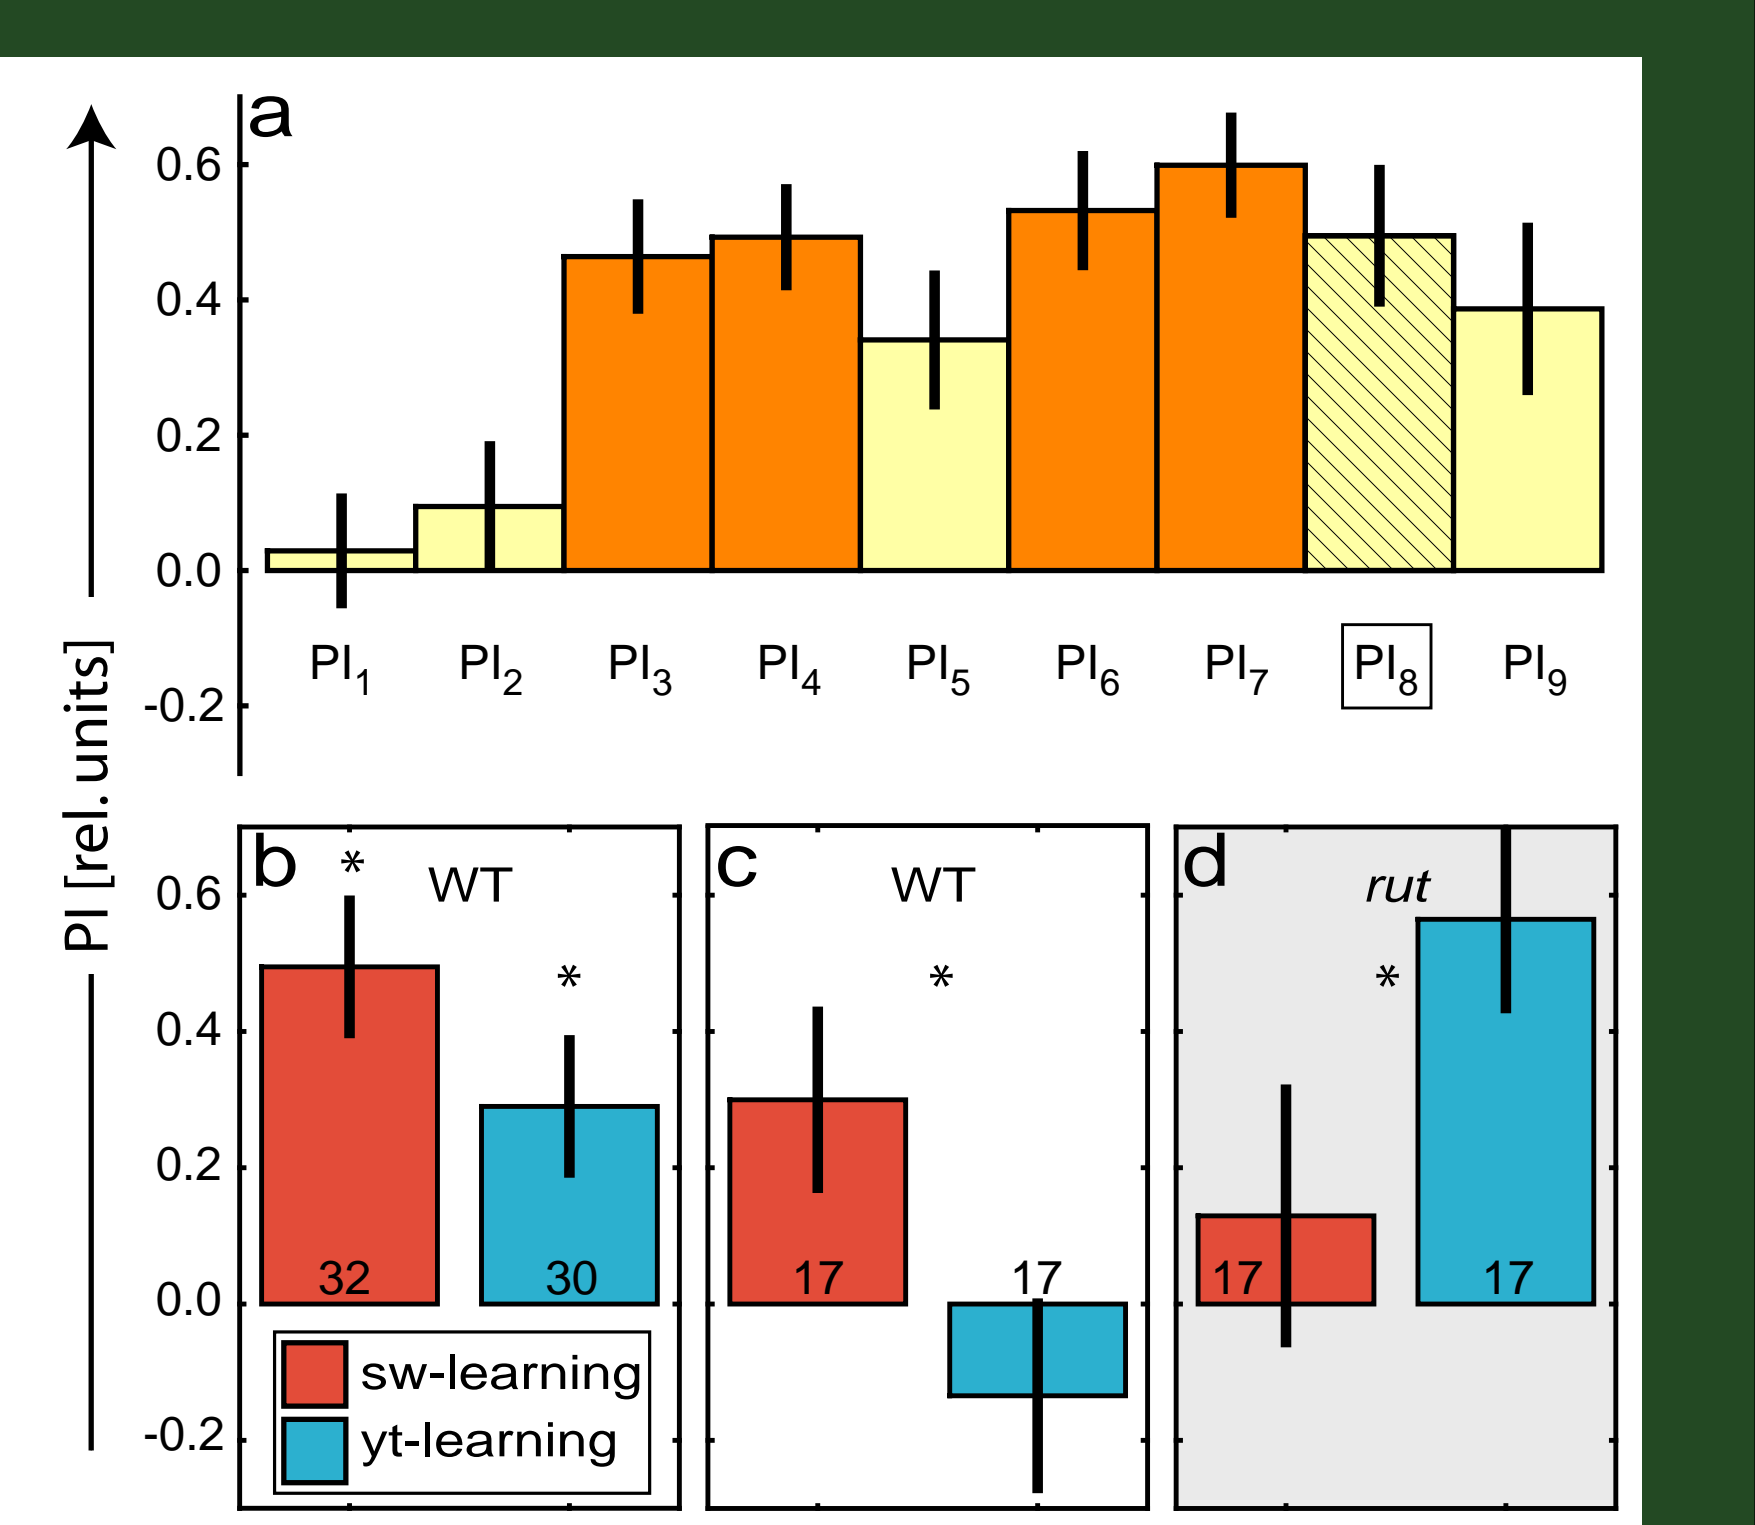 PI [rel. units]
a
0.6
0.4
0.2
0.0
-0.2
PI1 PI2 PI3 PI4 PI5 PI6 PI7 PI8 PI9
b * WT
*
0.6
0.4
0.2
0.0
-0.2
32 30
sw-learning
yt-learning
c WT
*
17 17
d rut
*
17 17